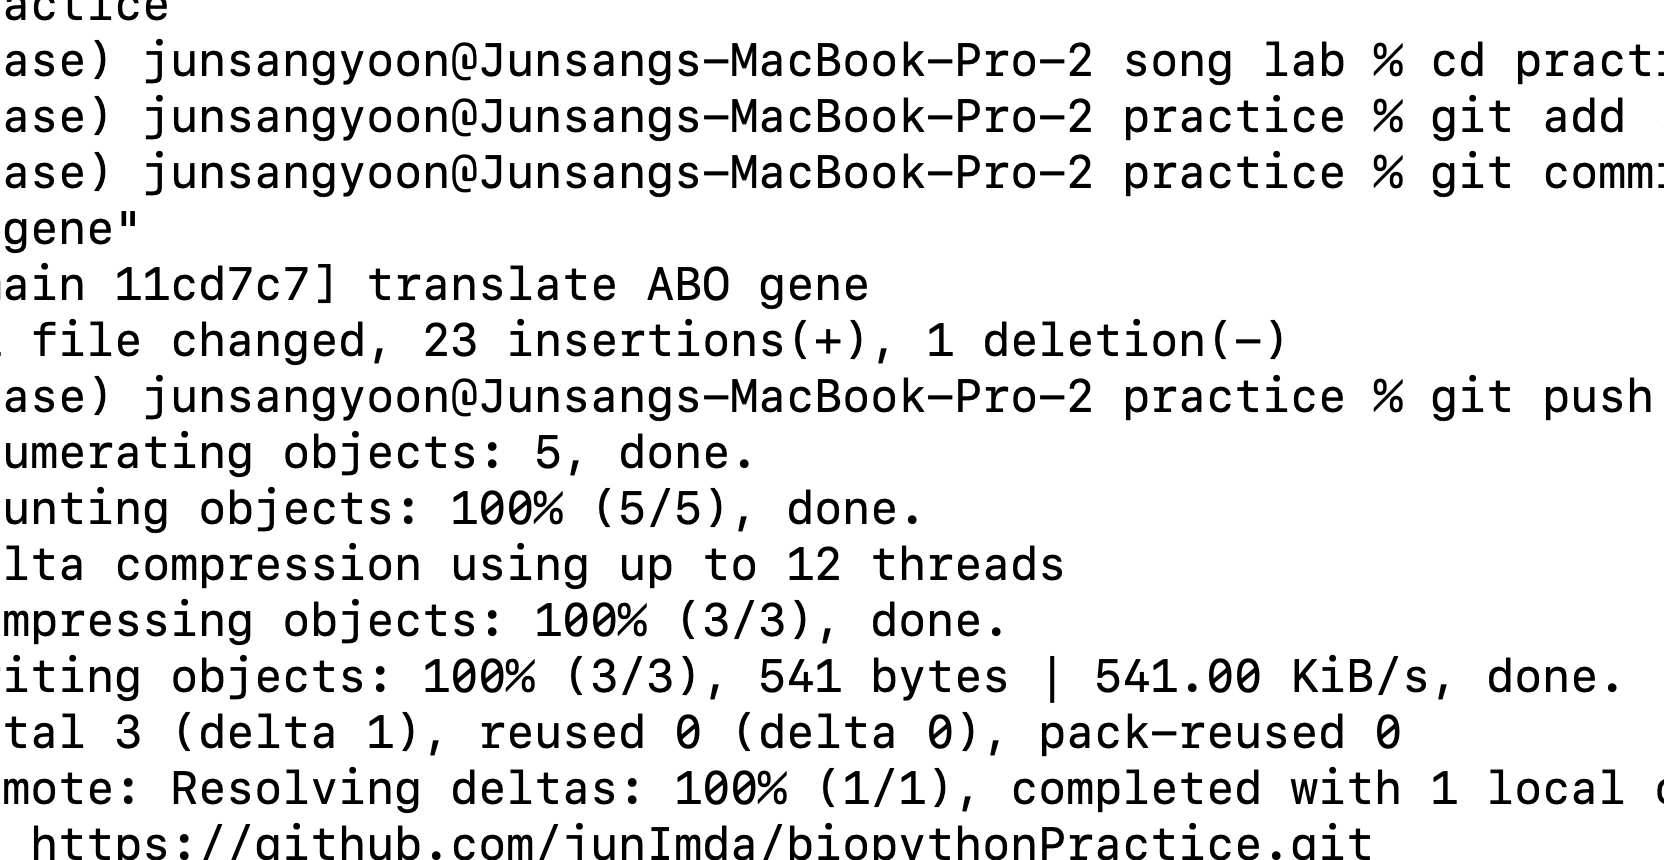 actice
ase) junsangyoon@Junsangs-MacBook-Pro-2 song lab % cd practi
ase) junsangyoon@Junsangs-MacBook-Pro-2 practice % git add
ase) junsangyoon@Junsangs-MacBook-Pro-2 practice % git commi
gene"
ain 11cd7c7] translate ABO gene
file changed, 23 insertions(+), 1 deletion(-)
ase) junsangyoon@Junsangs-MacBook-Pro-2 practice % git push
umerating objects: 5, done.
unting objects: 100% (5/5), done.
lta compression using up to 12 threads
mpressing objects: 100% (3/3), done.
iting objects: 100% (3/3), 541 bytes | 541.00 KiB/s, done.
tal 3 (delta 1), reused 0 (delta 0), pack-reused 0
mote: Resolving deltas: 100% (1/1), completed with 1 local
https://github.com/junImda/biopythonPractice.git